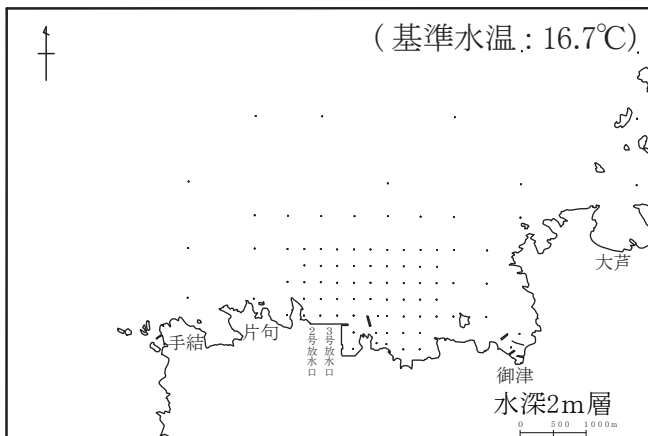 (基準水温:16.7℃)
大芦
手結
片句
2号放水口
3号放水口
御津
水深2m層
0 500 1000m